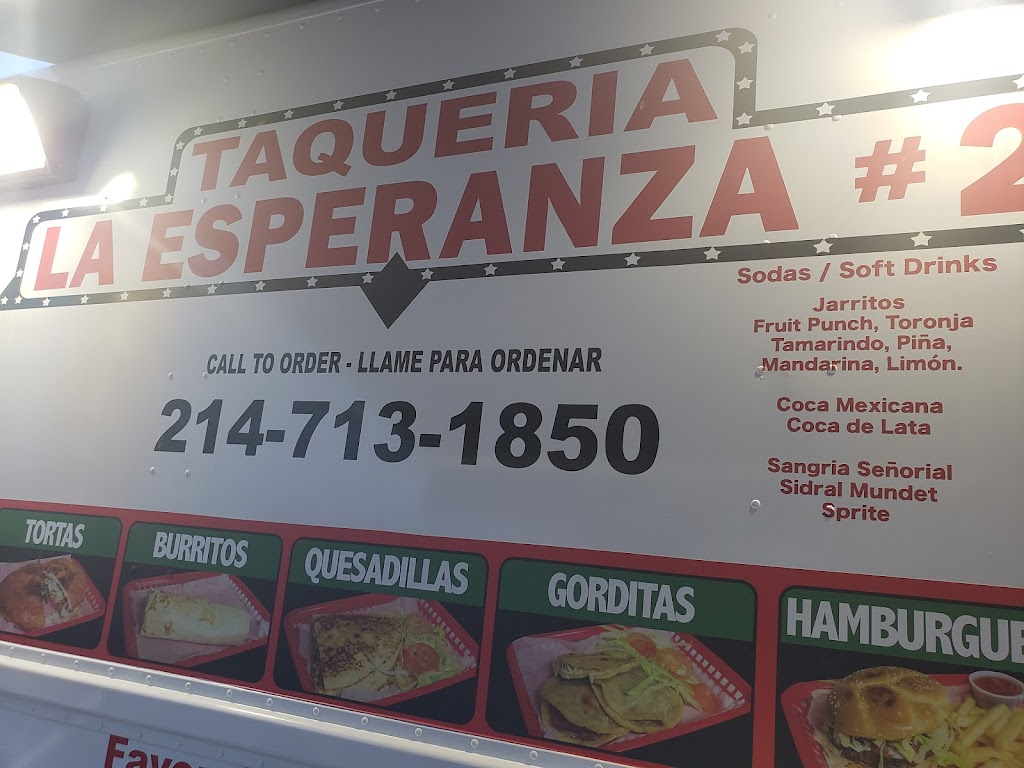 TAQUERIA
LA ESPERANZA # 2
CALL TO ORDER - LLAME PARA ORDENAR
214-713-1850
Sodas / Soft Drinks
Jarritos
Fruit Punch, Toronja
Tamarindo, Piña,
Mandarina, Limón.
Coca Mexicana
Coca de Lata
Sangria Señorial
Sidral Mundet
Sprite
TORTAS
BURRITOS
QUESADILLAS
GORDITAS
HAMBURGUE